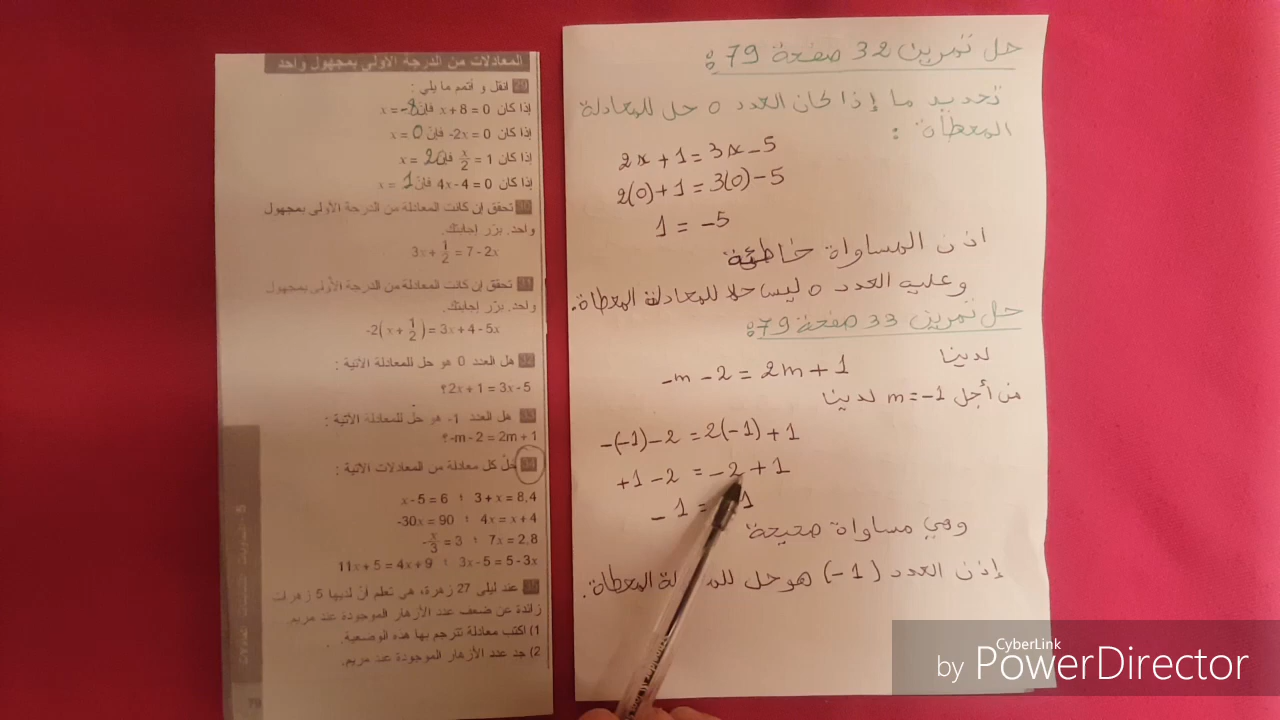 حل تمرين 32 صفحة 79:
تحديد ما إذا كان العدد 0 حل للمعادلة
المعطاة :
2x + 1 = 3x - 5
2(0) + 1 = 3(0) - 5
1 = -5
اذن المساواة خاطئة
وعليه العدد 0 ليس حلا للمعادلة المعطاة.
حل تمرين 33 صفحة 79:
لدينا
-m - 2 = 2m + 1
من أجل m = -1 لدينا
-(-1) - 2 = 2(-1) + 1
+1 - 2 = -2 + 1
-1 = 1
وهي مساواة صحيحة
إذن العدد (-1) هو حل المعطاة.
المعادلات من الدرجة الأولى بمجهول واحد
29 انقل و أتمم ما يلي :
إذا كان x + 8 = 0 فإن x = -8
إذا كان -2x = 0 فإن x = 0
إذا كان x/2 = 1 فإن x = 2
إذا كان 4x - 4 = 0 فإن x = 1
30 تحقق إن كانت المعادلة من الدرجة الأولى بمجهول
واحد. برّر إجابتك.
3x + 1/2 = 7 - 2x
31 تحقق إن كانت المعادلة من الدرجة الأولى بمجهول
واحد. برّر إجابتك.
-2(x + 1/2) = 3x + 4 - 5x
32 هل العدد 0 هو حل للمعادلة الآتية :
2x + 1 = 3x - 5؟
33 هل العدد -1 هو حل للمعادلة الآتية :
-m - 2 = 2m + 1؟
34 حل كل معادلة من المعادلات الآتية :
x - 5 = 6 ؛ 3 + x = 8,4
-30x = 90 ؛ 4x = x + 4
-x/3 = 3 ؛ 7x = 2,8
11x + 5 = 4x + 9 ؛ 3x - 5 = 5 - 3x
35 عند ليلى 27 زهرة، هي تعلم أنّ لديها 5 زهرات
زائدة عن ضعف عدد الأزهار الموجودة عند مريم.
1) اكتب معادلة تترجم بها هذه الوضعية.
2) جد عدد الأزهار الموجودة عند مريم.
79
CyberLink
by PowerDirector